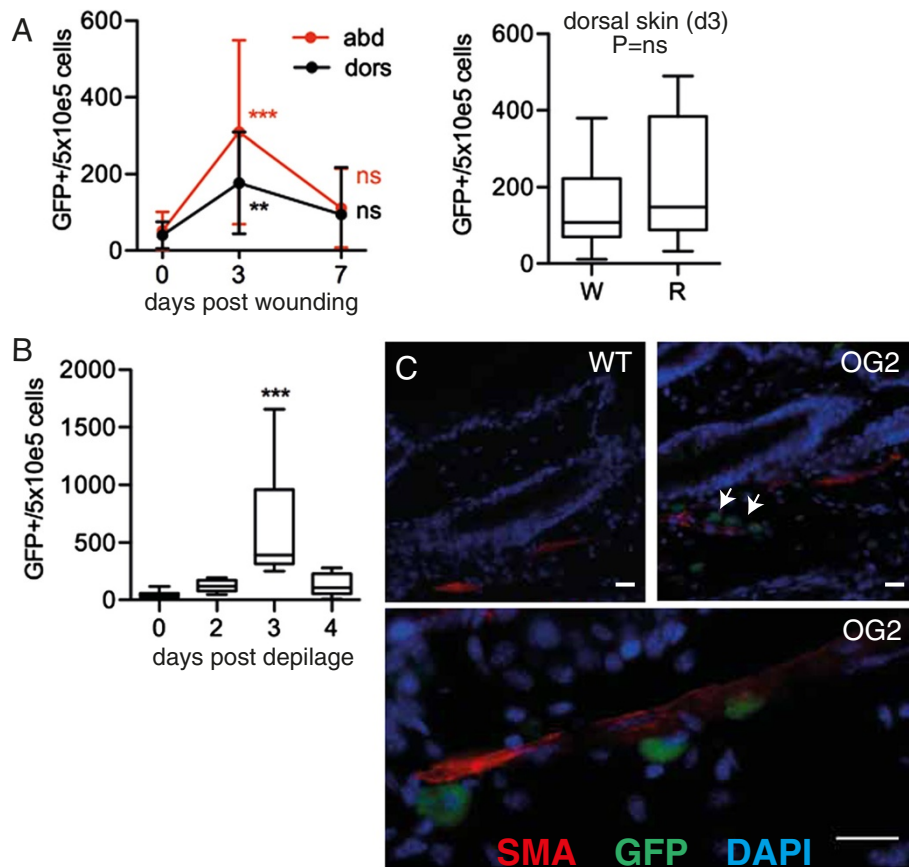 A
GFP+/5x10e5 cells
600
400
200
0
abd
dors
***
**
ns
ns
0 3 7
days post wounding
dorsal skin (d3)
P=ns
GFP+/5x10e5 cells
600
400
200
0
W R
B
GFP+/5x10e5 cells
2000
1500
1000
500
0
***
0 2 3 4
days post depilage
C
WT
OG2
OG2
SMA GFP DAPI